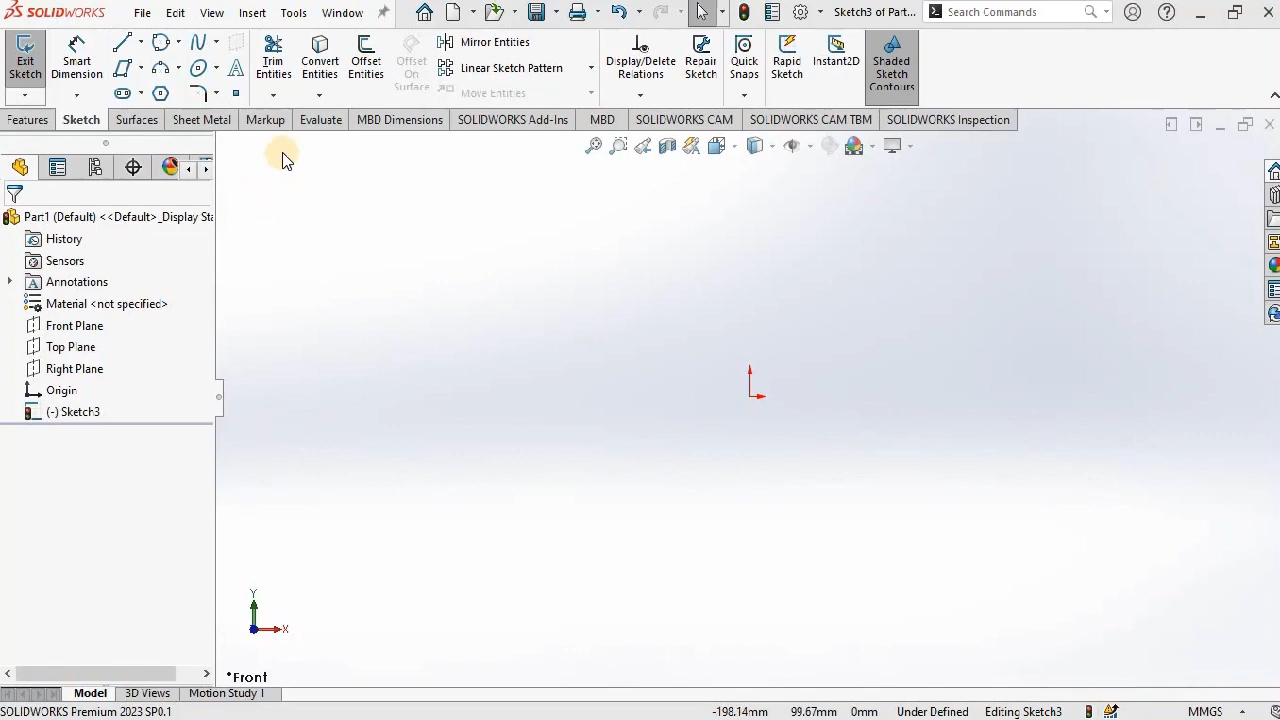 SOLIDWORKS File Edit View Insert Tools Window Sketch3 of Part... Search Commands
Exit Sketch
Smart Dimension
Trim Entities
Convert Entities
Offset Entities
Offset On Surface
Mirror Entities
Linear Sketch Pattern
Move Entities
Display/Delete Relations
Repair Sketch
Quick Snaps
Rapid Sketch
Instant2D
Shaded Sketch Contours
Features Sketch Surfaces Sheet Metal Markup Evaluate MBD Dimensions SOLIDWORKS Add-Ins MBD SOLIDWORKS CAM SOLIDWORKS CAM TBM SOLIDWORKS Inspection
Part1 (Default) <<Default>_Display Sta
History
Sensors
Annotations
Material <not specified>
Front Plane
Top Plane
Right Plane
Origin
(-) Sketch3
Y
X
*Front
Model 3D Views Motion Study 1
SOLIDWORKS Premium 2023 SP0.1 -198.14mm 99.67mm 0mm Under Defined Editing Sketch3 MMGS